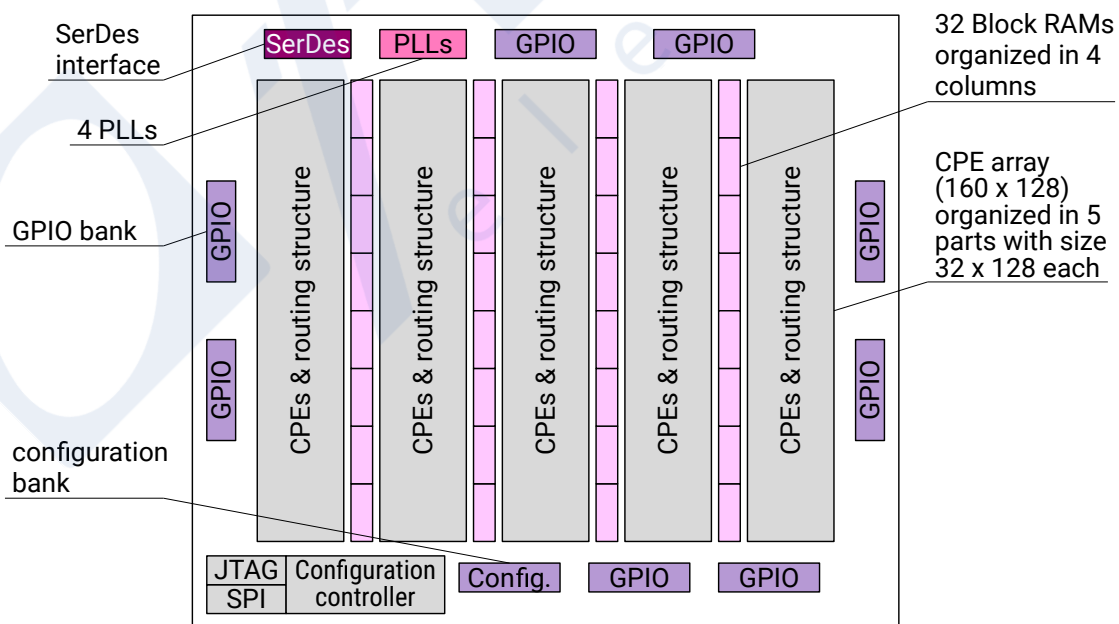 SerDes
interface
4 PLLs
GPIO bank
configuration
bank
SerDes
PLLs
GPIO
GPIO
32 Block RAMs
organized in 4
columns
CPE array
(160 x 128)
organized in 5
parts with size
32 x 128 each
GPIO
GPIO
CPEs & routing structure
CPEs & routing structure
CPEs & routing structure
CPEs & routing structure
CPEs & routing structure
GPIO
GPIO
JTAG
SPI
Configuration
controller
Config.
GPIO
GPIO